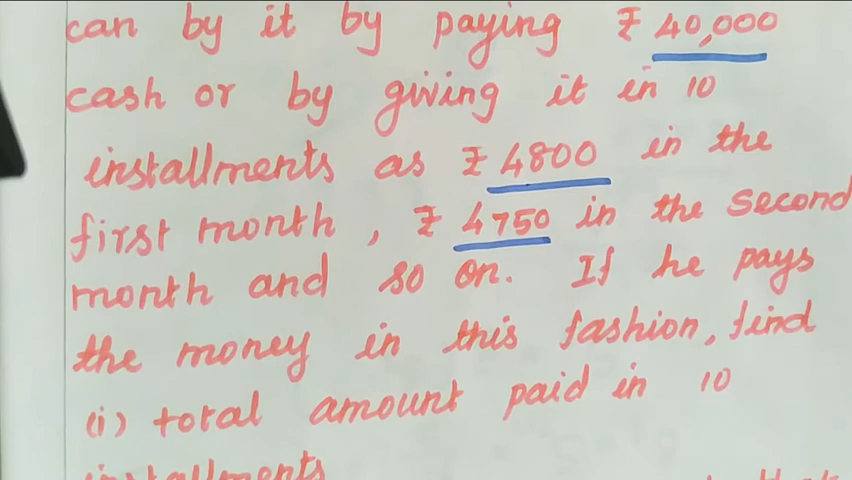 can by it by paying ₹ 40,000
cash or by giving it in 10
installments as ₹ 4800 in the
first month, ₹ 4750 in the second
month and so on. If he pays
the money in this fashion, find
(i) total amount paid in 10
installments